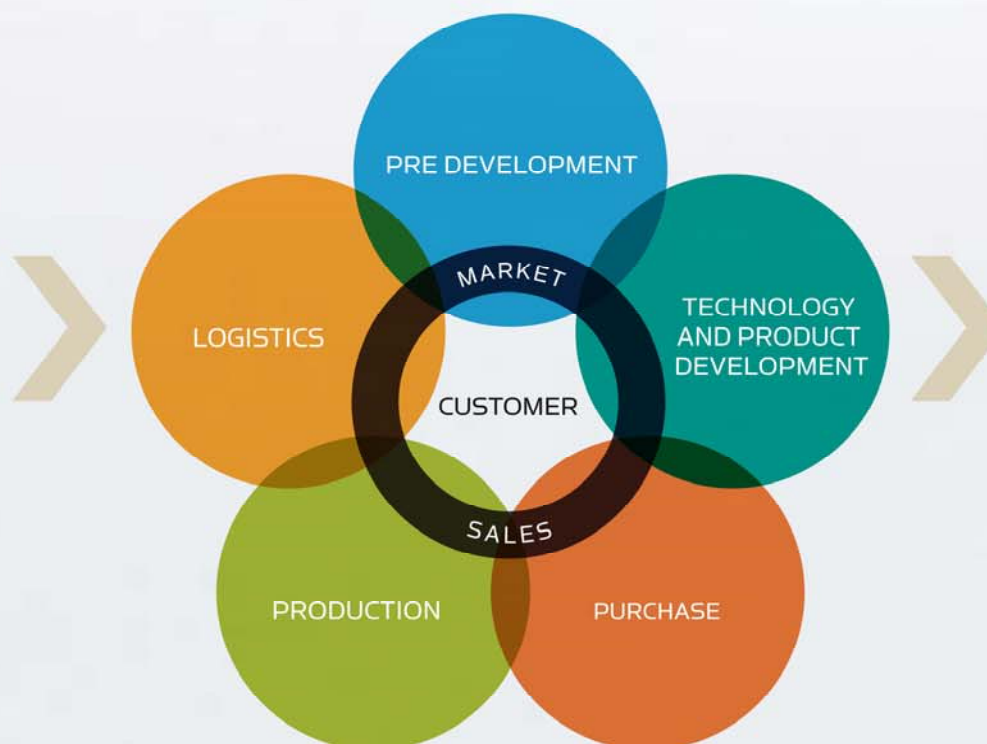 PRE DEVELOPMENT
MARKET
LOGISTICS
TECHNOLOGY
AND PRODUCT
DEVELOPMENT
CUSTOMER
SALES
PRODUCTION
PURCHASE